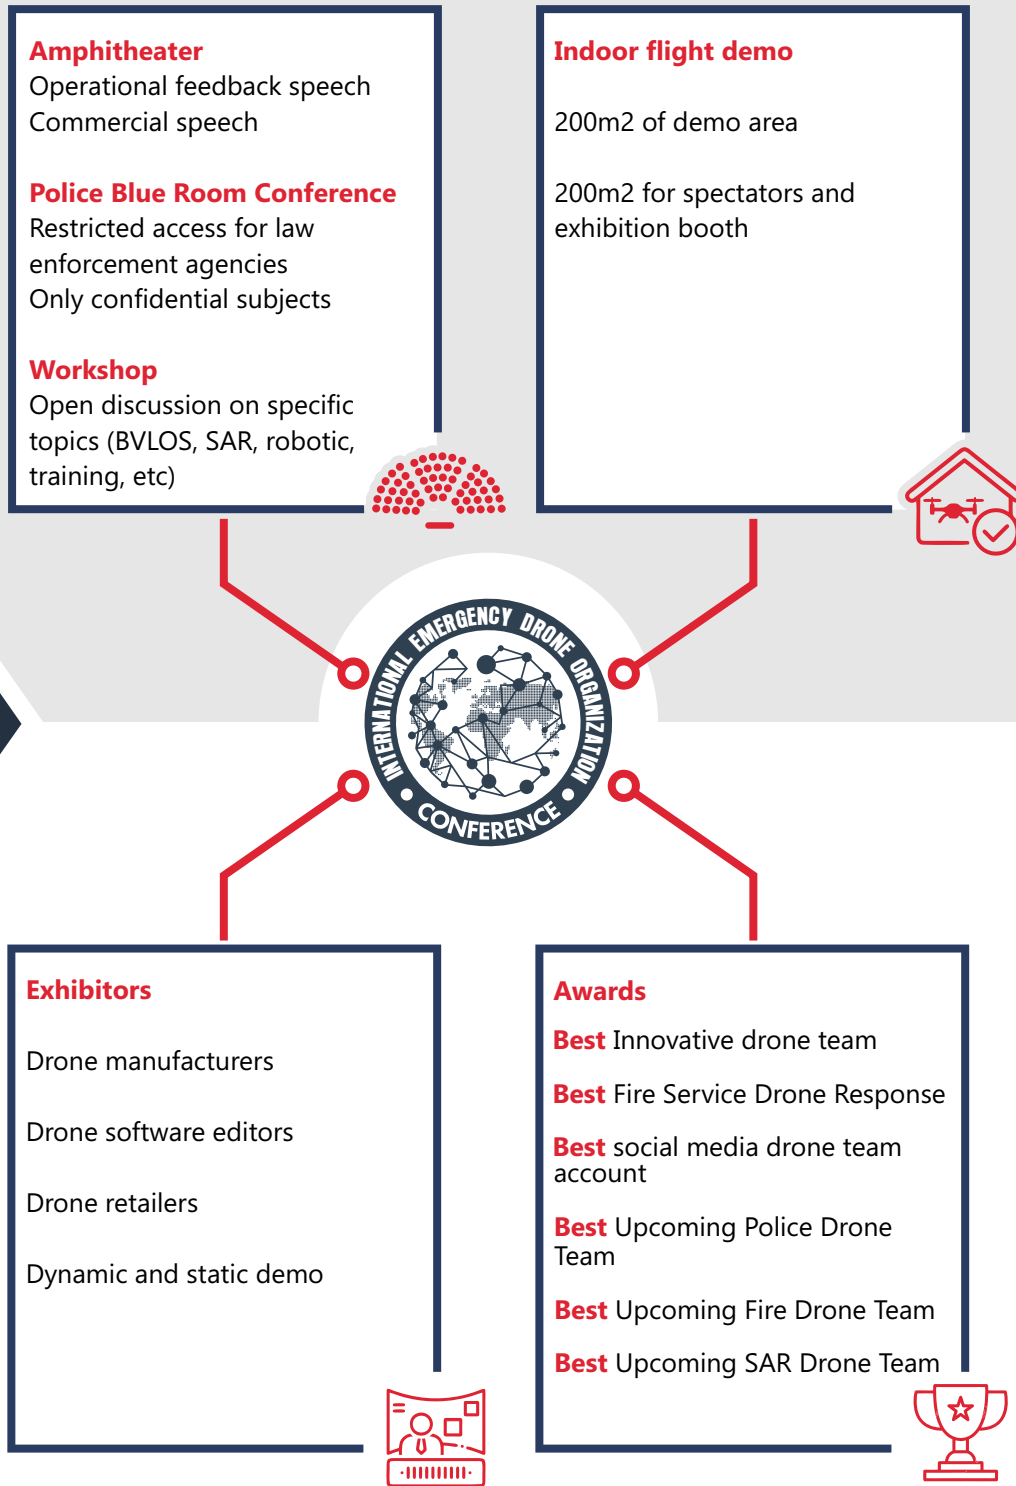 Amphitheater
Operational feedback speech
Commercial speech
Police Blue Room Conference
Restricted access for law
enforcement agencies
Only confidential subjects
Workshop
Open discussion on specific
topics (BVLOS, SAR, robotic,
training, etc)
Indoor flight demo
200m2 of demo area
200m2 for spectators and
exhibition booth
INTERNATIONAL EMERGENCY DRONE ORGANIZATION
• CONFERENCE •
Exhibitors
Drone manufacturers
Drone software editors
Drone retailers
Dynamic and static demo
Awards
Best Innovative drone team
Best Fire Service Drone Response
Best social media drone team
account
Best Upcoming Police Drone
Team
Best Upcoming Fire Drone Team
Best Upcoming SAR Drone Team